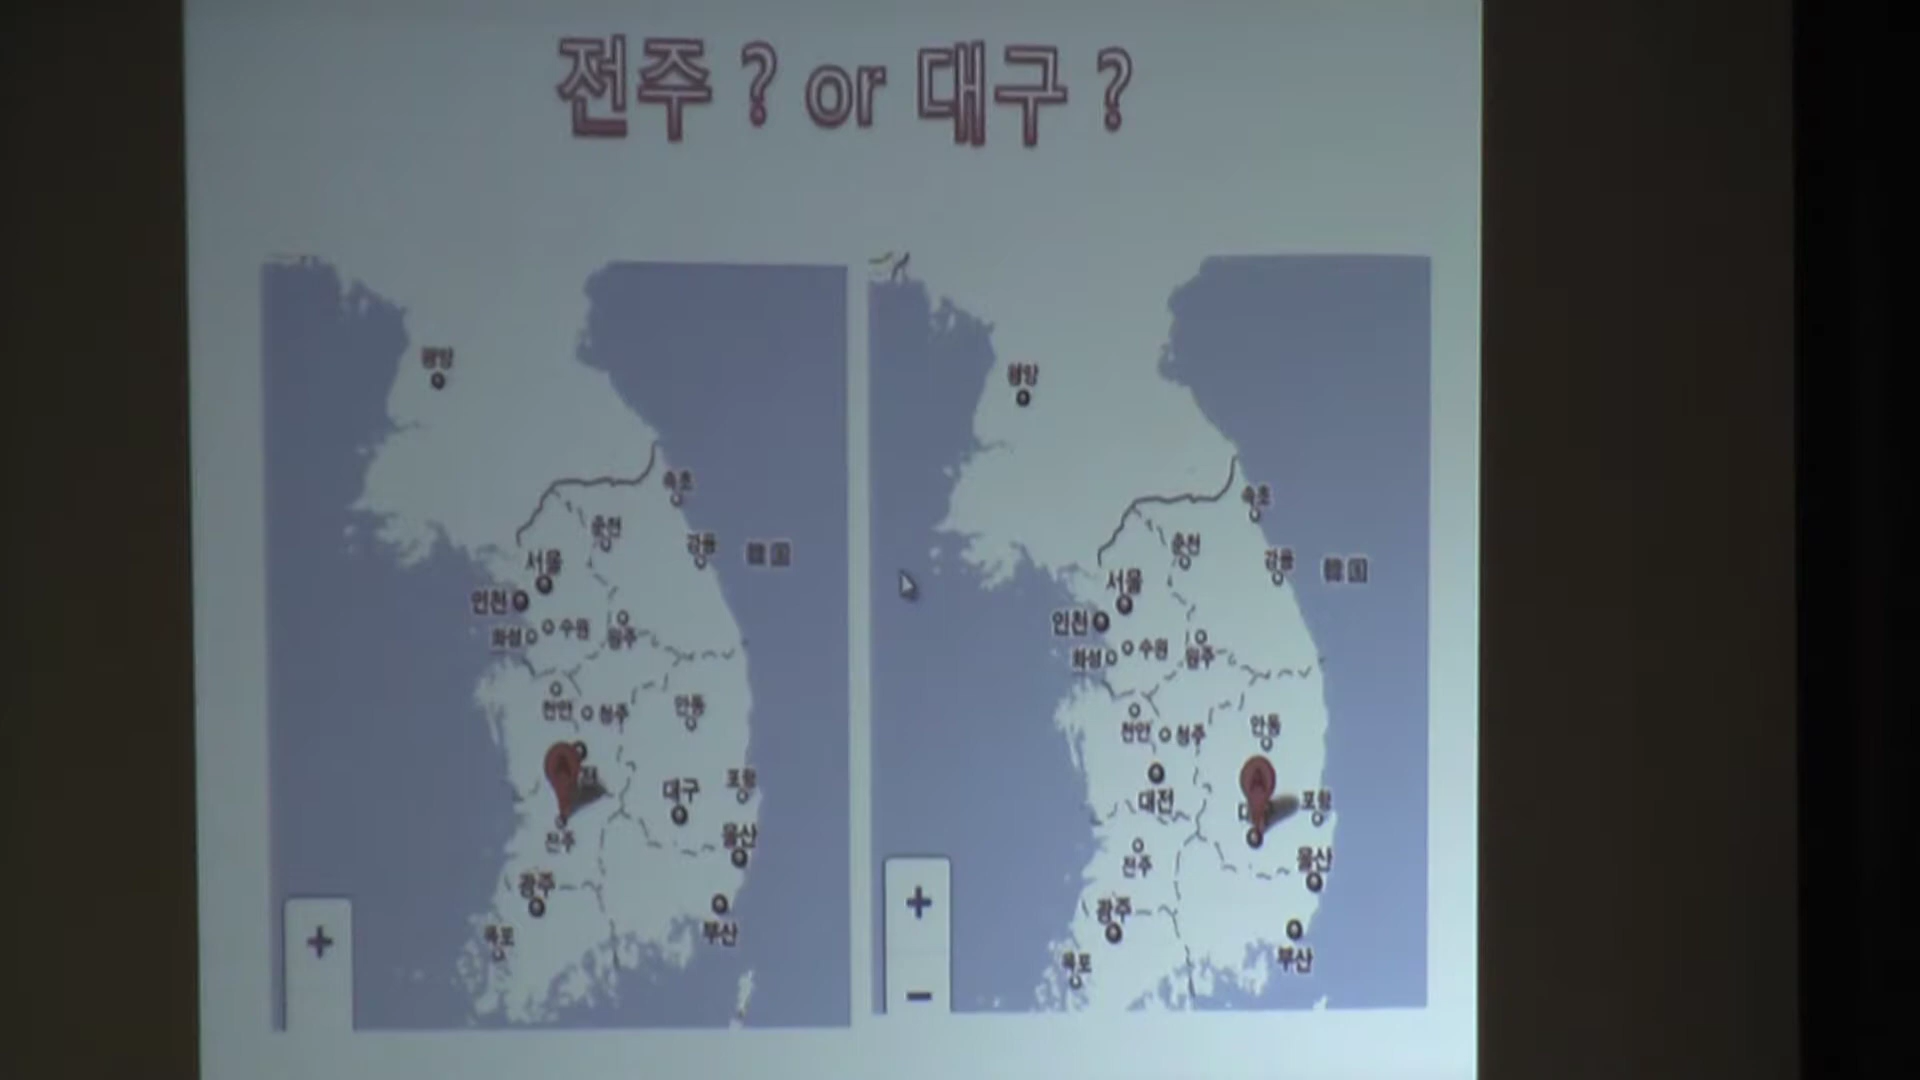 전주 ? or 대구 ?
평양
속초
춘천
강릉
韓国
서울
인천
화성
수원
원주
천안
청주
안동
A
대구
포항
전주
울산
광주
부산
목포
+
평양
속초
춘천
강릉
韓国
서울
인천
화성
수원
원주
천안
청주
안동
대전
A
포항
전주
울산
광주
부산
목포
+
−